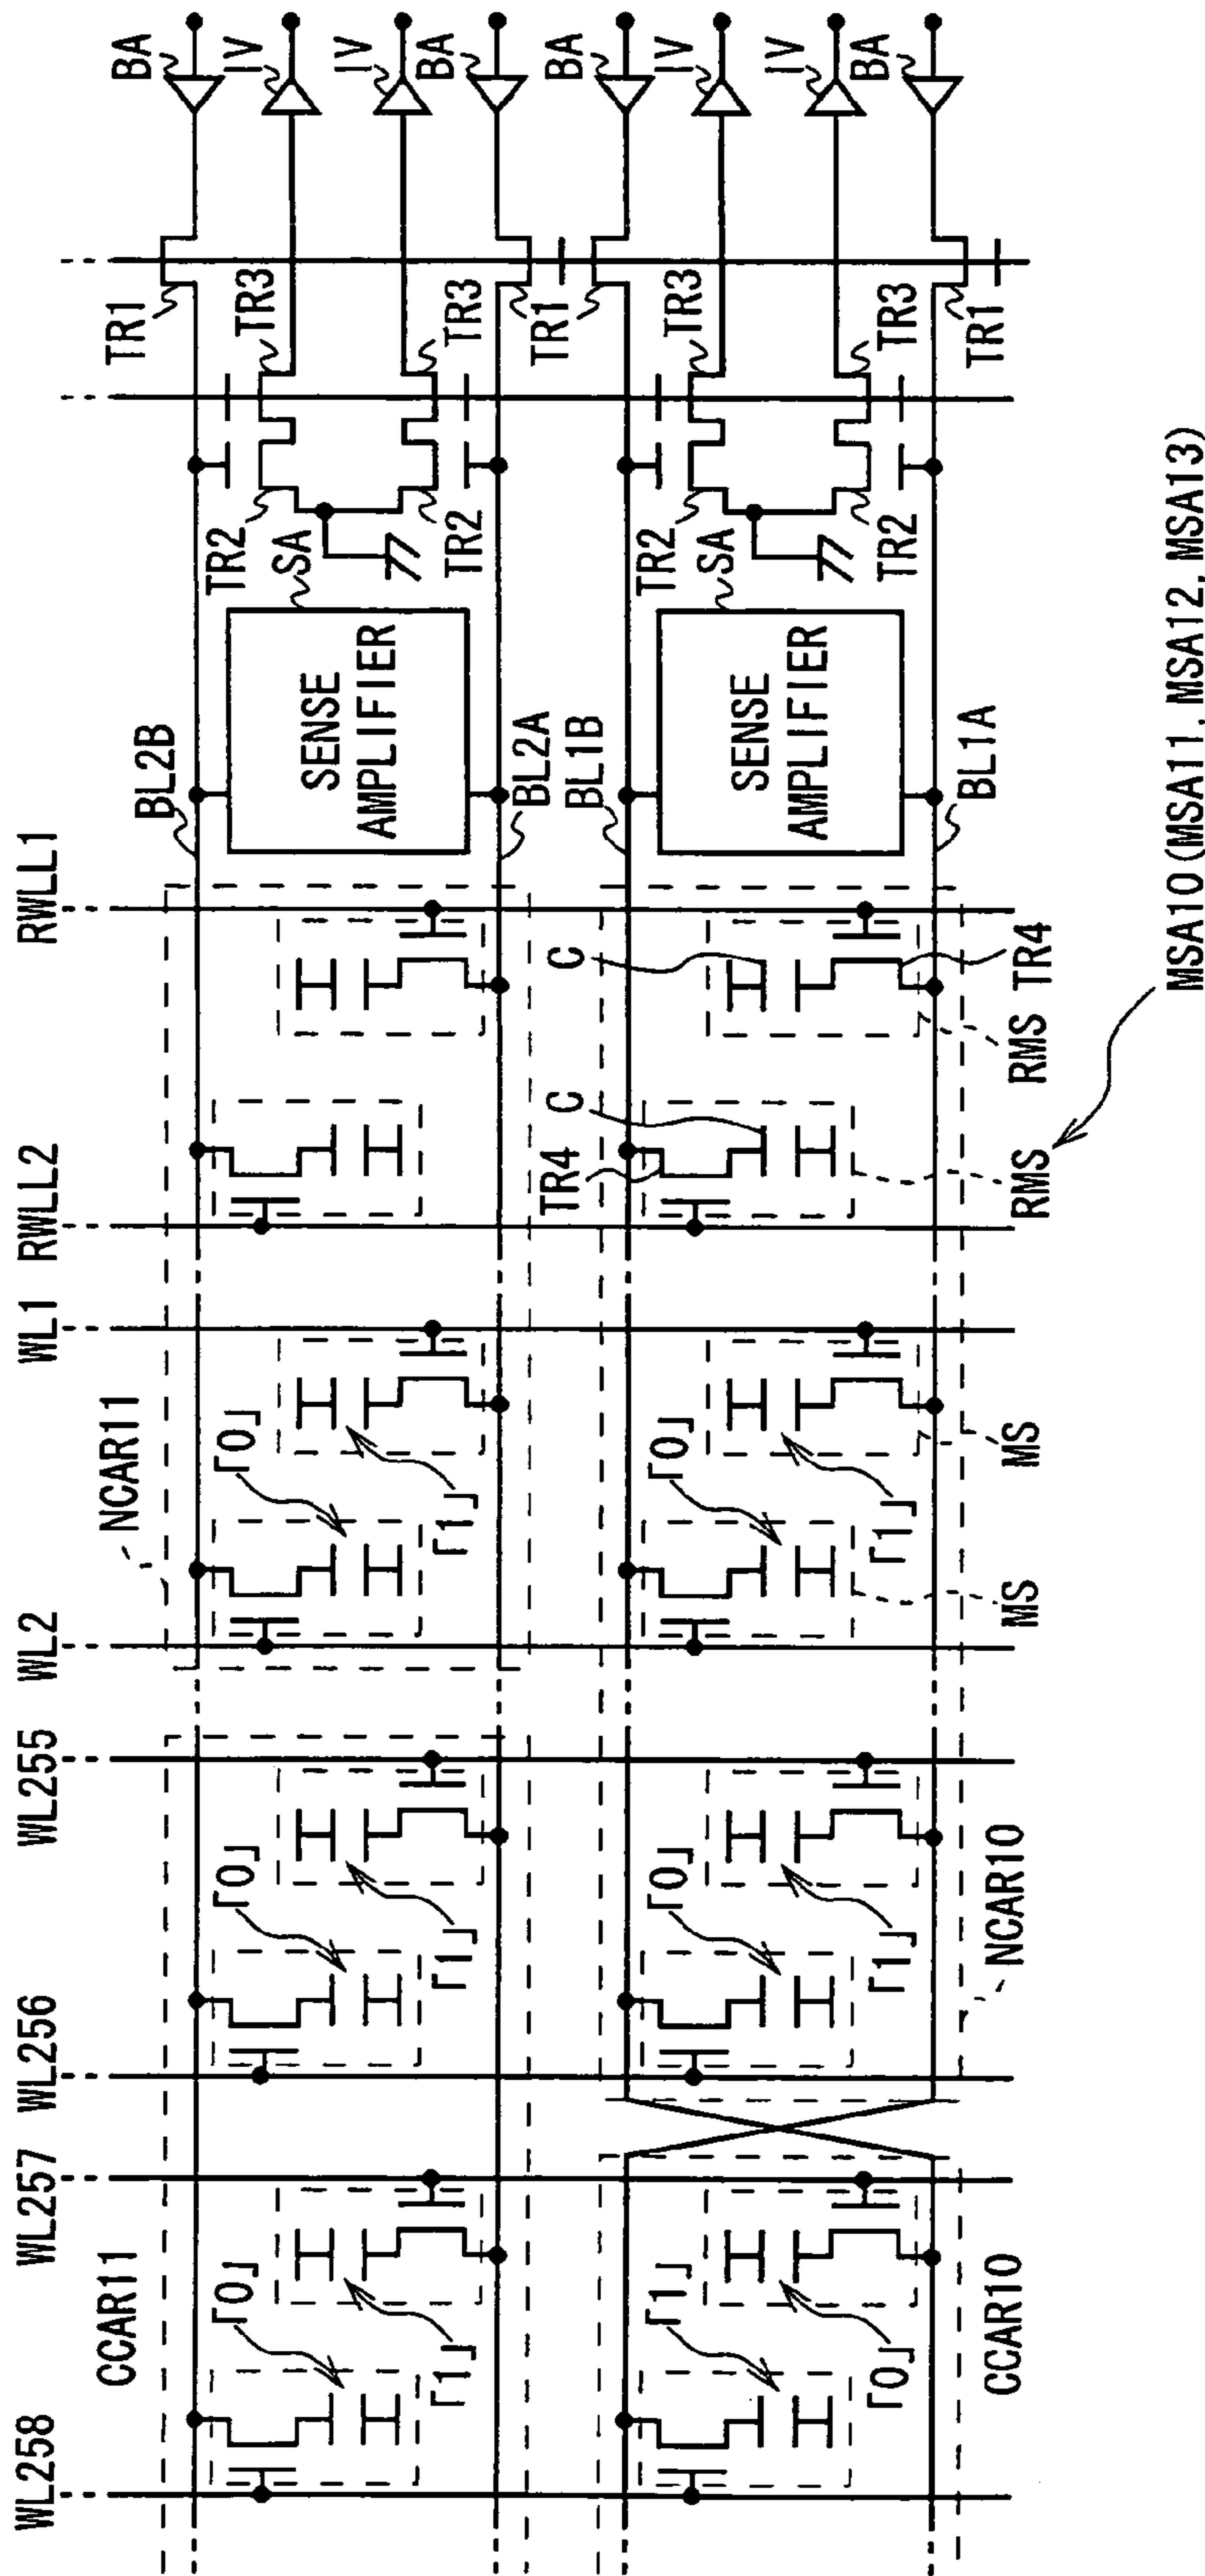 WL258
WL257
WL256
WL255
WL2
WL1
RWLL2
RWLL1
CCAR11
NCAR11
BL2B
TR1
BA
「0」
「0」
「0」
TR2
TR3
IV
SA
SENSE
AMPLIFIER
IV
「1」
「1」
「1」
TR2
TR3
BA
BL2A
TR1
TR4
C
C
BL1B
BA
「1」
「0」
「0」
TR2
TR3
IV
SA
SENSE
AMPLIFIER
IV
「0」
「1」
「1」
TR2
TR3
BA
CCAR10
NCAR10
MS
MS
RMS
RMS
TR4
BL1A
TR1
MSA10(MSA11, MSA12, MSA13)